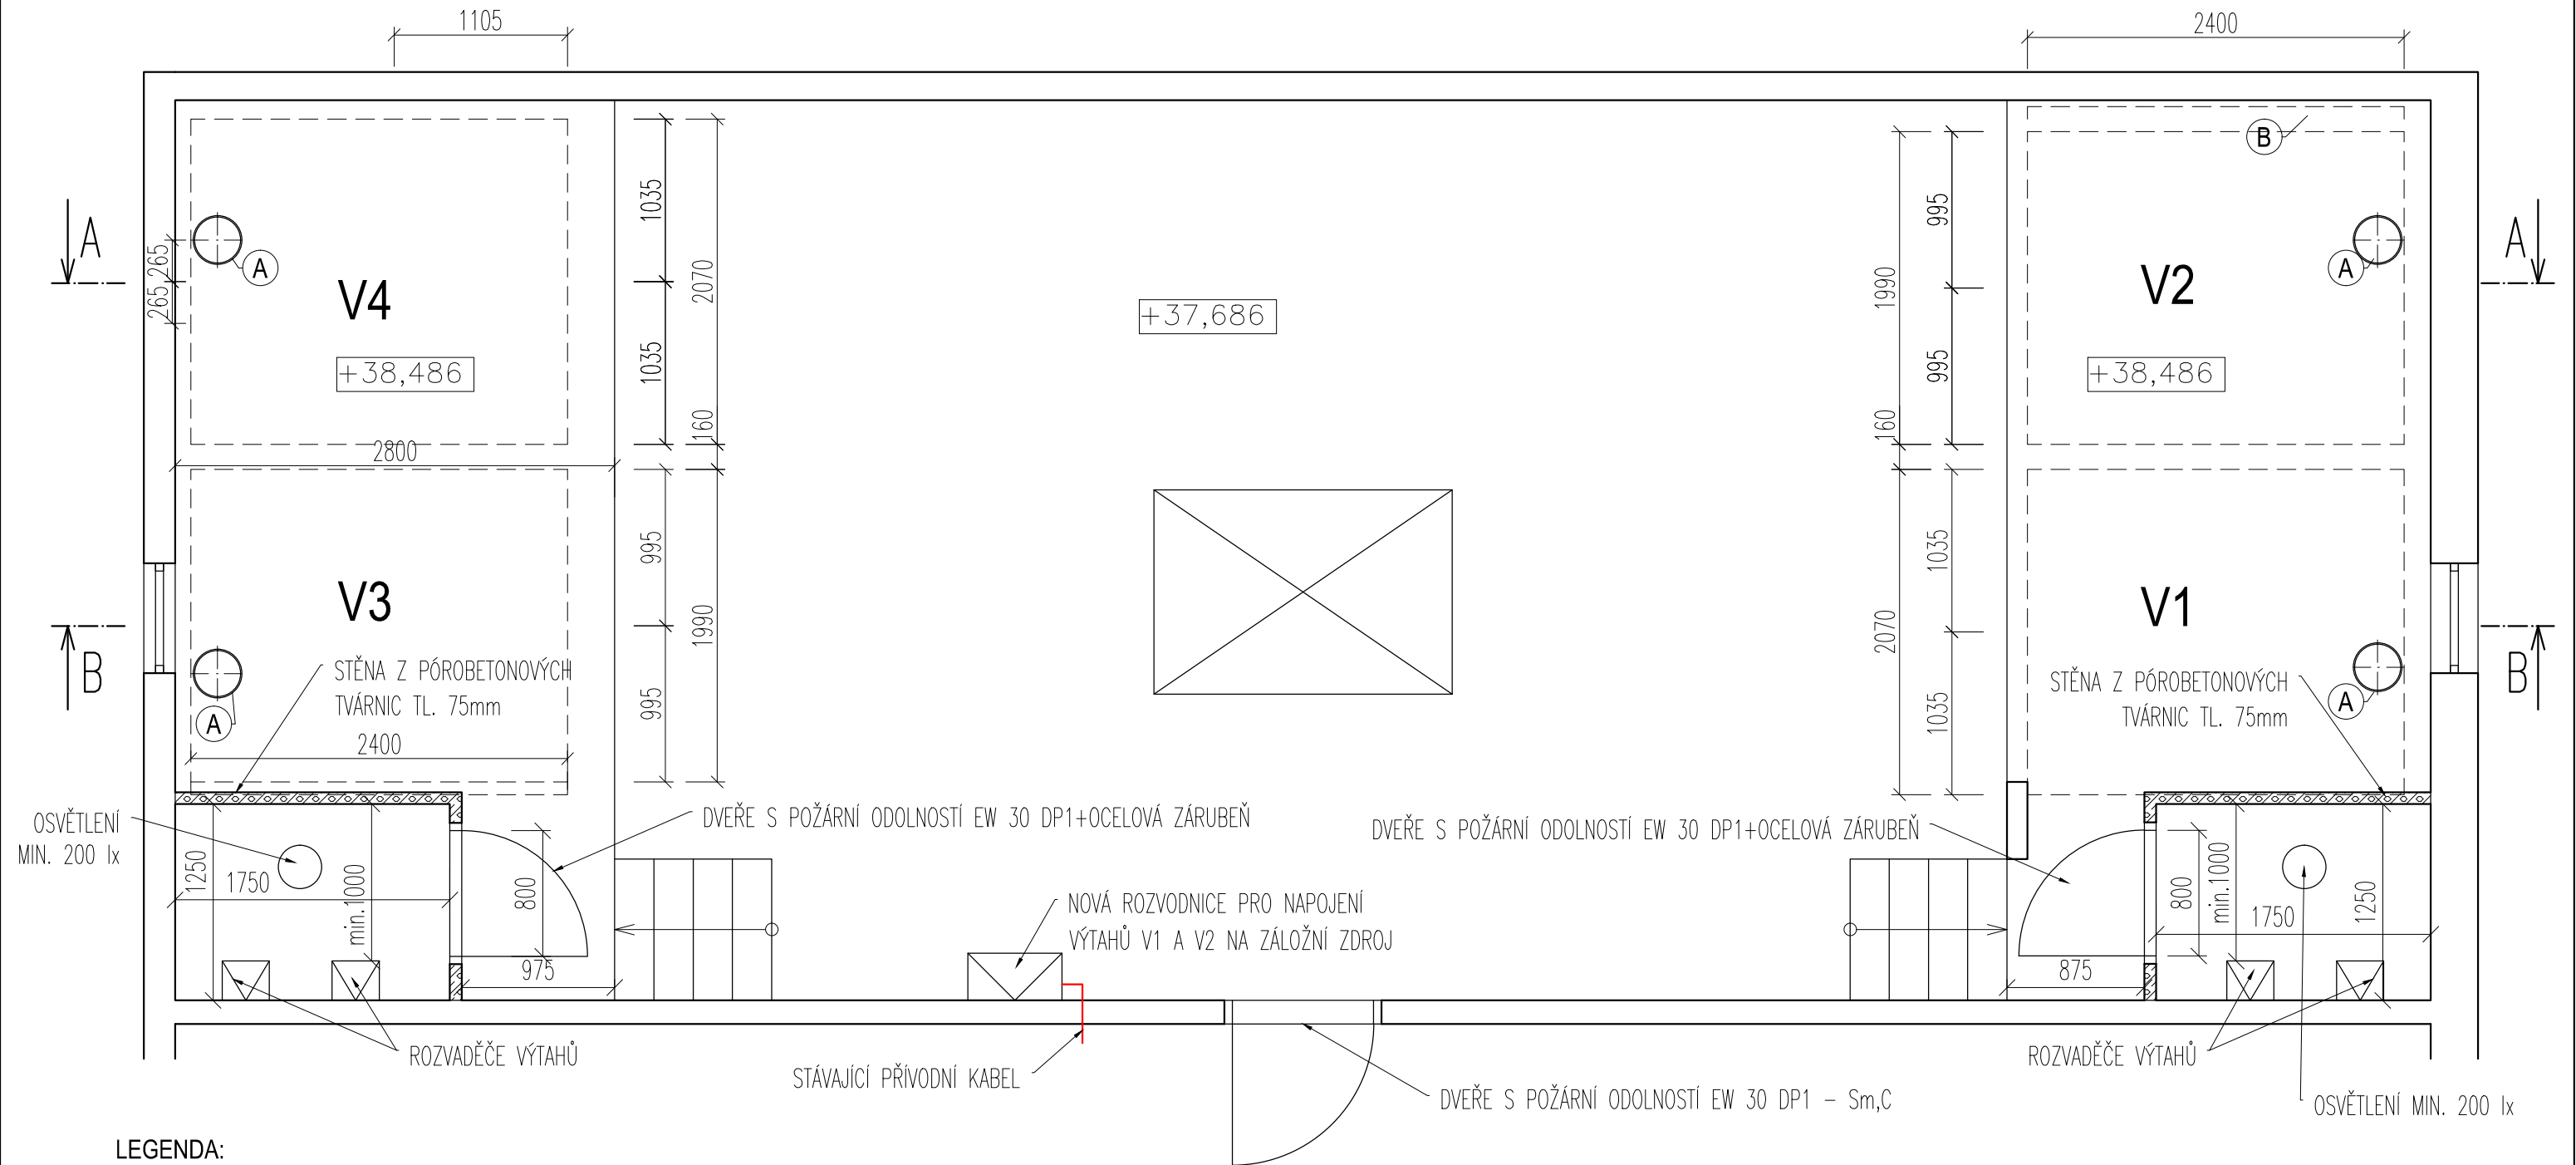 1105
2400
1035
1035
2070
160
995
995
1990
995
995
1990
160
1035
1035
2070
B
A
A
265
265
A
A
V4
V2
+37,686
+38,486
+38,486
2800
V3
V1
B
B
STĚNA Z PÓROBETONOVÝCH
TVÁRNIC TL. 75mm
STĚNA Z PÓROBETONOVÝCH
TVÁRNIC TL. 75mm
A
A
2400
OSVĚTLENÍ
MIN. 200 lx
DVEŘE S POŽÁRNÍ ODOLNOSTÍ EW 30 DP1+OCELOVÁ ZÁRUBEŇ
DVEŘE S POŽÁRNÍ ODOLNOSTÍ EW 30 DP1+OCELOVÁ ZÁRUBEŇ
1250
1750
min.1000
800
975
NOVÁ ROZVODNICE PRO NAPOJENÍ
VÝTAHŮ V1 A V2 NA ZÁLOŽNÍ ZDROJ
800
min.1000
1750
1250
875
ROZVADĚČE VÝTAHŮ
STÁVAJÍCÍ PŘÍVODNÍ KABEL
DVEŘE S POŽÁRNÍ ODOLNOSTÍ EW 30 DP1 – Sm,C
ROZVADĚČE VÝTAHŮ
OSVĚTLENÍ MIN. 200 lx
LEGENDA: